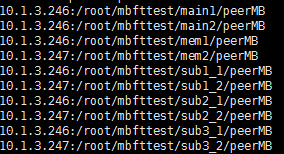 10.1.3.246:/root/mbfttest/main1/peerMB
10.1.3.246:/root/mbfttest/main2/peerMB
10.1.3.246:/root/mbfttest/mem1/peerMB
10.1.3.247:/root/mbfttest/mem2/peerMB
10.1.3.246:/root/mbfttest/sub1_1/peerMB
10.1.3.247:/root/mbfttest/sub1_2/peerMB
10.1.3.246:/root/mbfttest/sub2_1/peerMB
10.1.3.247:/root/mbfttest/sub2_2/peerMB
10.1.3.246:/root/mbfttest/sub3_1/peerMB
10.1.3.247:/root/mbfttest/sub3_2/peerMB